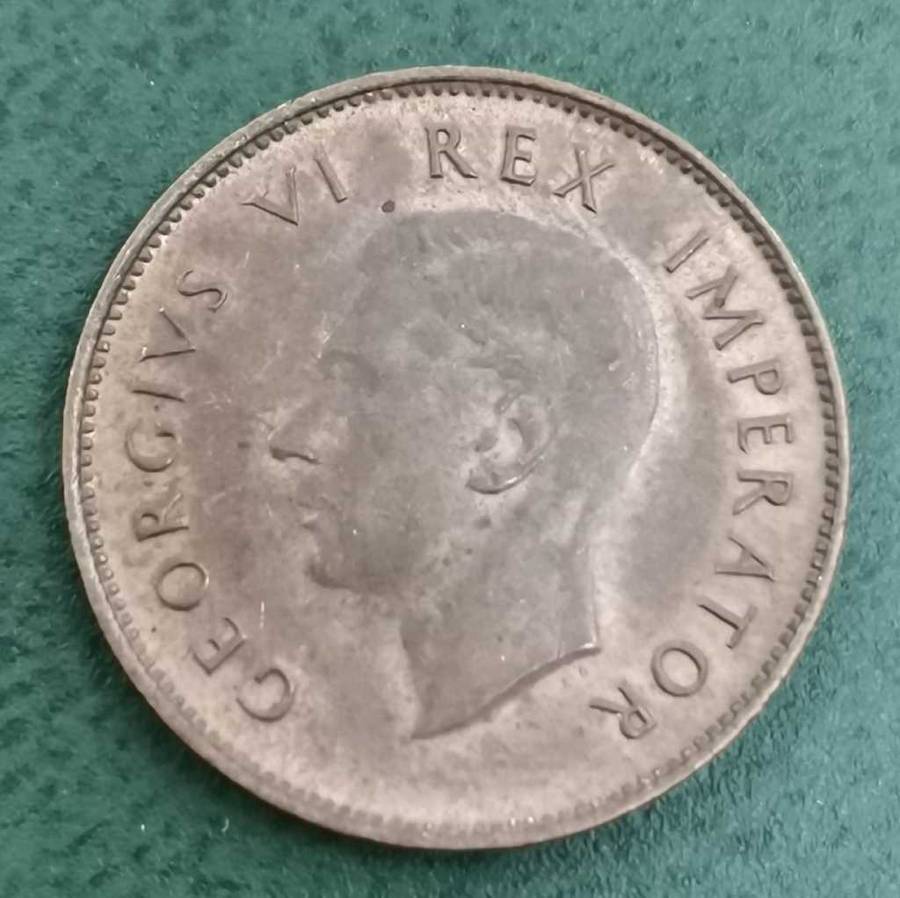 GEORGIVS VI REX IMPERATOR